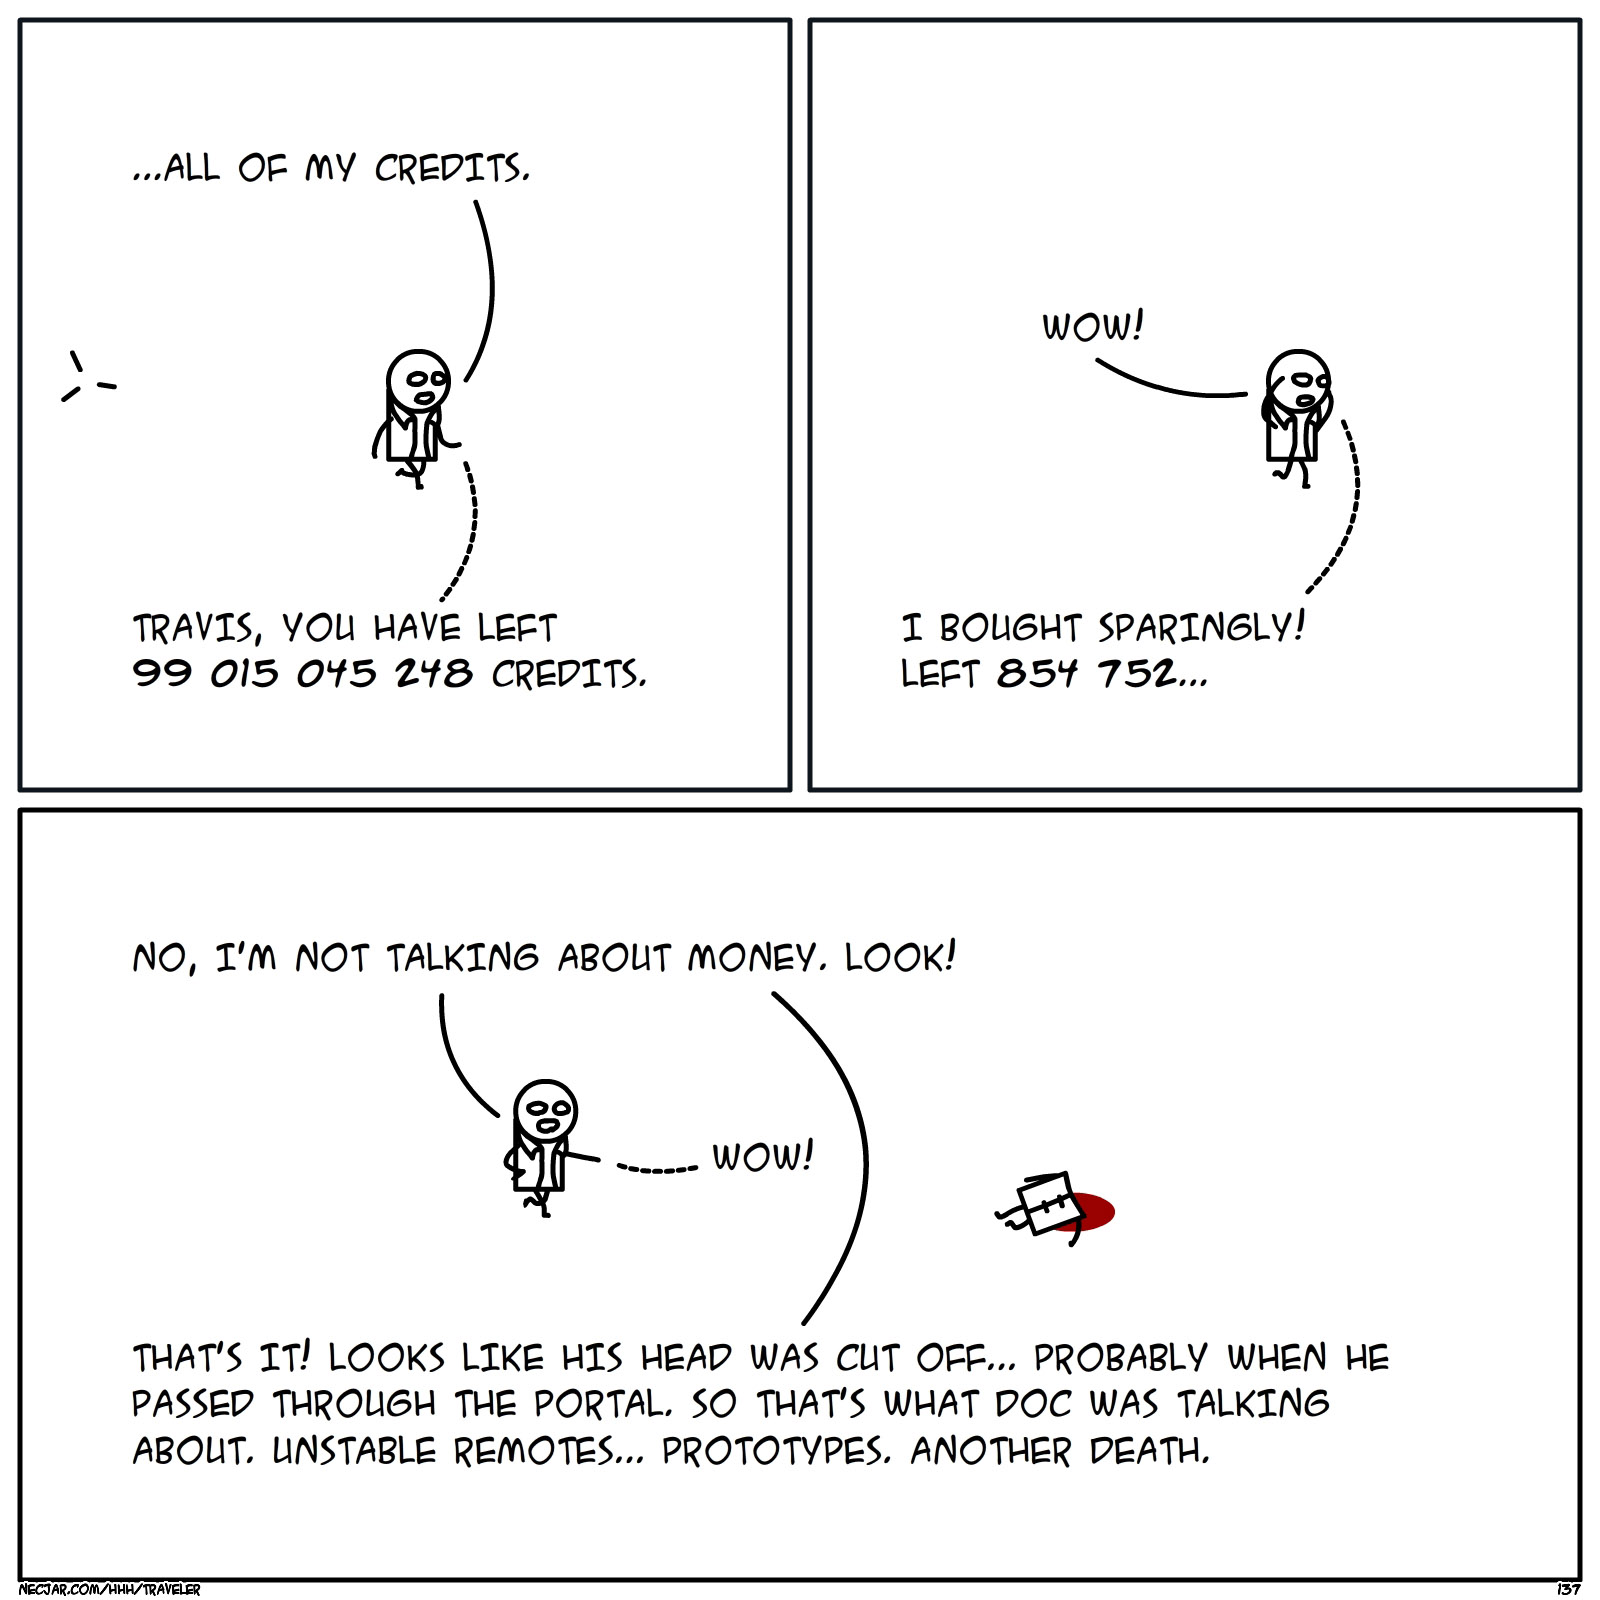 ...ALL OF MY CREDITS.
TRAVIS, YOU HAVE LEFT
99 015 045 248 CREDITS.
WOW!
I BOUGHT SPARINGLY!
LEFT 854 752...
NO, I'M NOT TALKING ABOUT MONEY. LOOK!
WOW!
THAT'S IT! LOOKS LIKE HIS HEAD WAS CUT OFF... PROBABLY WHEN HE
PASSED THROUGH THE PORTAL. SO THAT'S WHAT DOC WAS TALKING
ABOUT. UNSTABLE REMOTES... PROTOTYPES. ANOTHER DEATH.
NECJAR.COM/HHH/TRAVELER
137